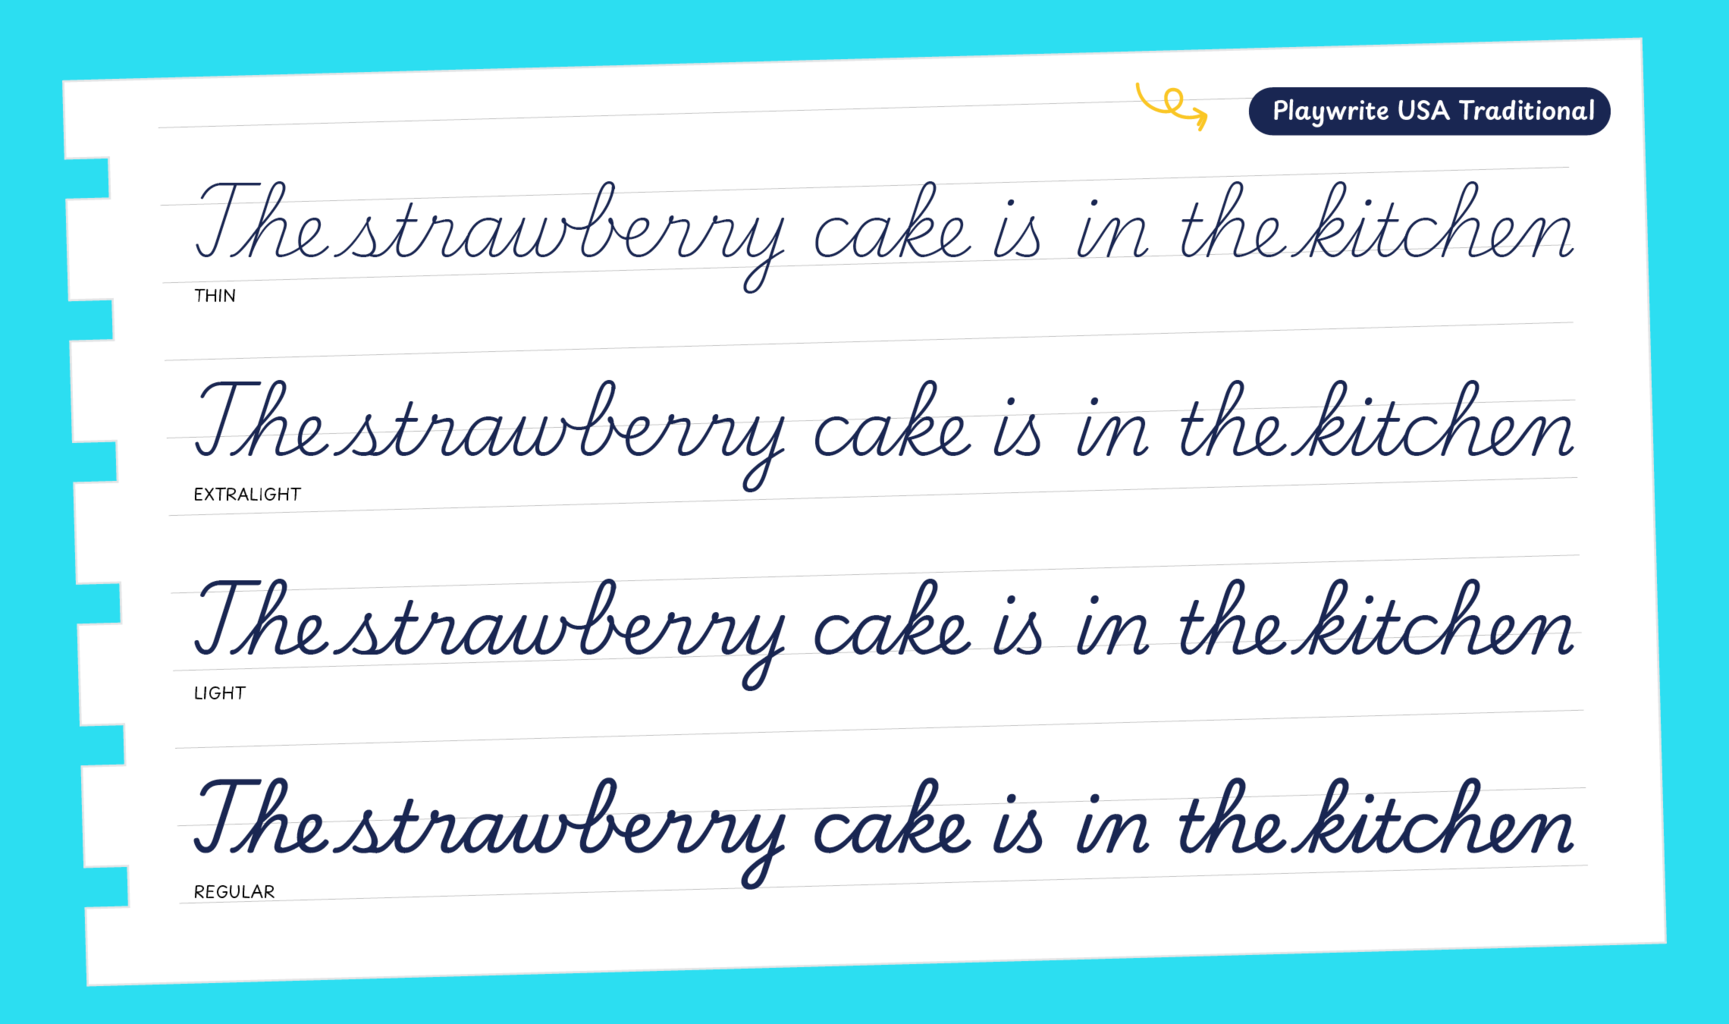 Playwrite USA Traditional
The strawberry cake is in the kitchen
THIN
The strawberry cake is in the kitchen
EXTRALIGHT
The strawberry cake is in the kitchen
LIGHT
The strawberry cake is in the kitchen
REGULAR